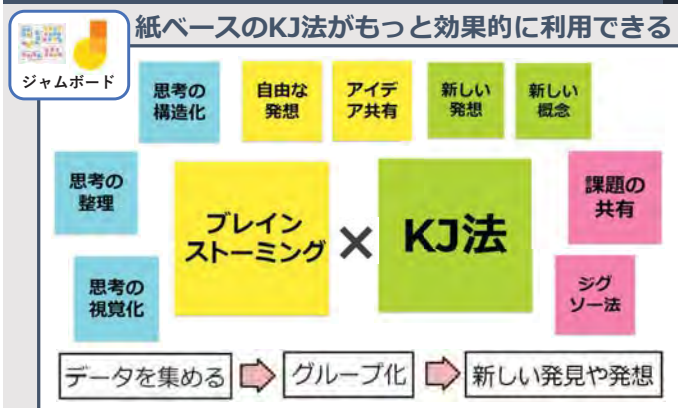 紙ベースのKJ法がもっと効果的に利用できる
ジャムボード
思考の
構造化
自由な
発想
アイデ
ア共有
新しい
発想
新しい
概念
思考の
整理
ブレイン
ストーミング
×
KJ法
課題の
共有
思考の
視覚化
ジグ
ソー法
データを集める
グループ化
新しい発見や発想